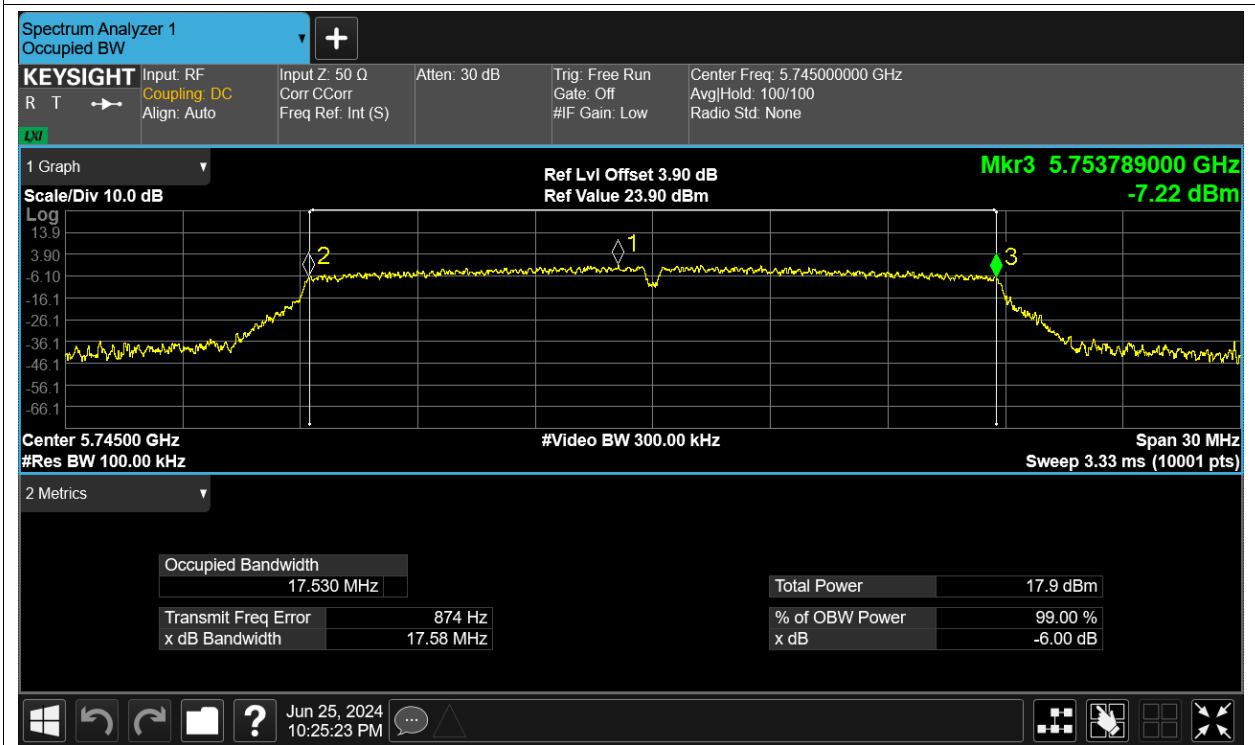 Spectrum Analyzer 1
Occupied BW
KEYSIGHT
R T
LXI
Input: RF
Coupling: DC
Align: Auto
Input Z: 50 Ω
Corr CCorr
Freq Ref: Int (S)
Atten: 30 dB
Trig: Free Run
Gate: Off
#IF Gain: Low
Center Freq: 5.745000000 GHz
Avg|Hold: 100/100
Radio Std: None
1 Graph
Scale/Div 10.0 dB
Ref Lvl Offset 3.90 dB
Ref Value 23.90 dBm
Mkr3 5.753789000 GHz
-7.22 dBm
Log
13.9
3.90
-6.10
-16.1
-26.1
-36.1
-46.1
-56.1
-66.1
2
1
3
Center 5.74500 GHz
#Video BW 300.00 kHz
Span 30 MHz
#Res BW 100.00 kHz
Sweep 3.33 ms (10001 pts)
2 Metrics
Occupied Bandwidth
17.530 MHz
Total Power 17.9 dBm
Transmit Freq Error 874 Hz
% of OBW Power 99.00 %
x dB Bandwidth 17.58 MHz
x dB -6.00 dB
?
Jun 25, 2024
10:25:23 PM